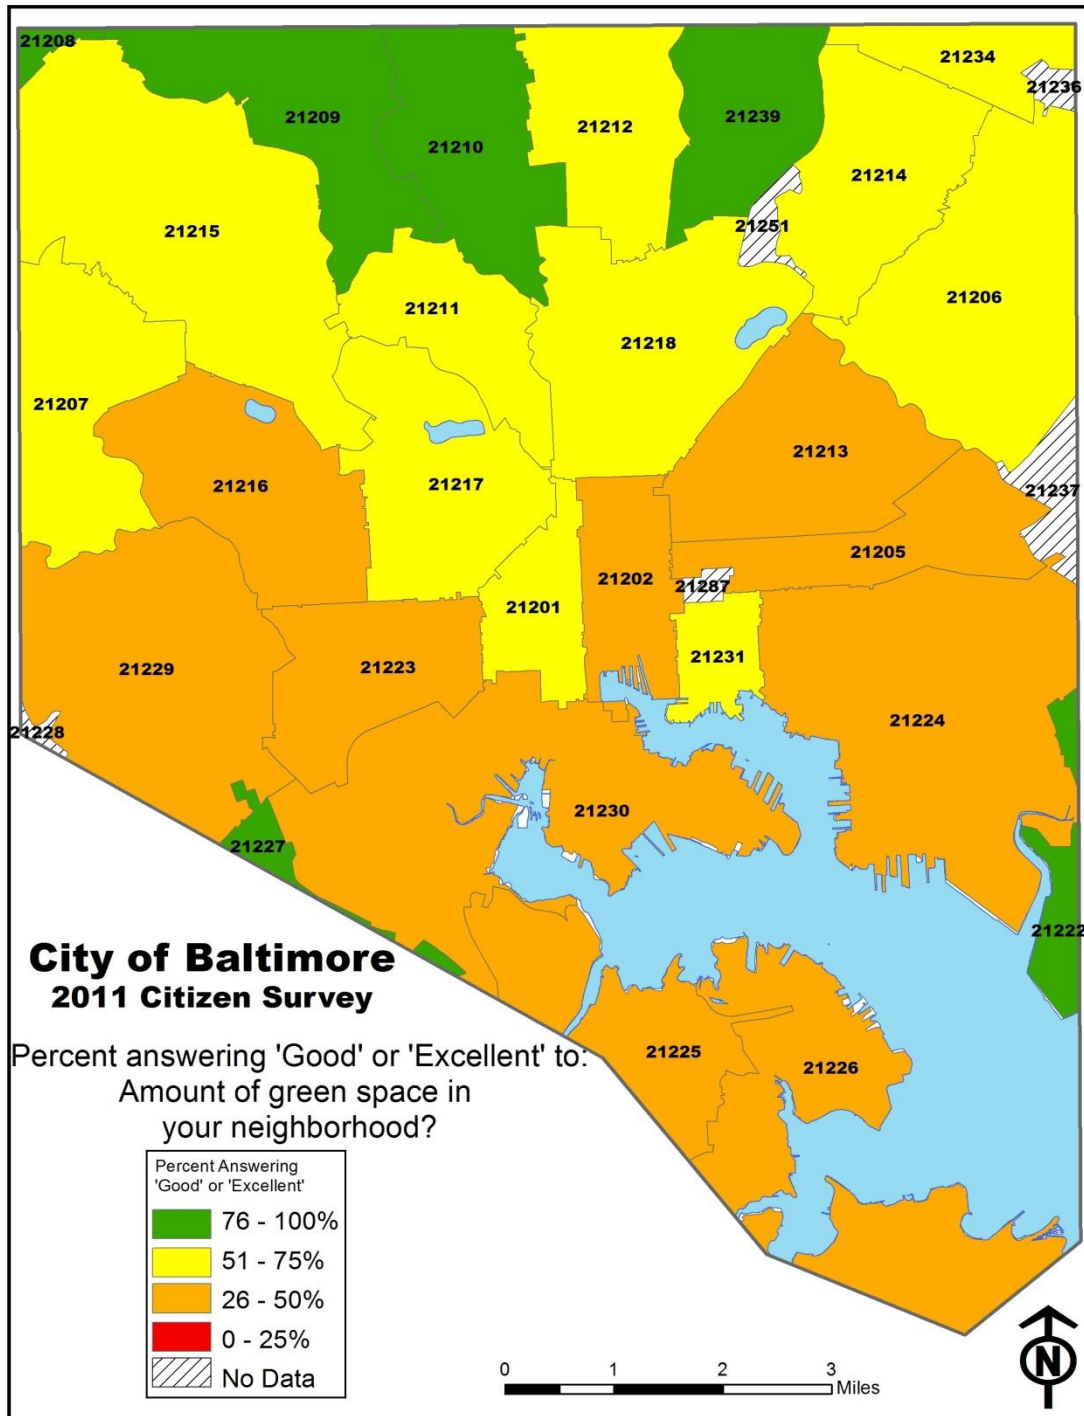 21208
21234
21236
21209
21239
21212
21210
21214
21251
21215
21206
21211
21218
21207
21213
21216
21217
21237
21205
21202
21287
21201
21231
21223
21229
21224
21228
21230
21227
21222
City of Baltimore
2011 Citizen Survey
Percent answering 'Good' or 'Excellent' to:
Amount of green space in
your neighborhood?
21225
21226
Percent Answering
'Good' or 'Excellent'
76 - 100%
51 - 75%
26 - 50%
0 - 25%
No Data
0 1 2 3
Miles
N